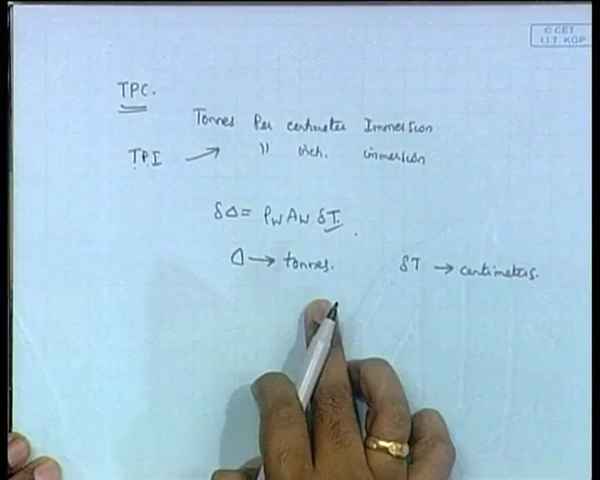 © CET
I.I.T. KGP
TPC.
Tonnes Per centimeter Immersion
TPI → " inch. immersion
δΔ = ρw Aw δT.
Δ → tonnes. δT → centimeters.